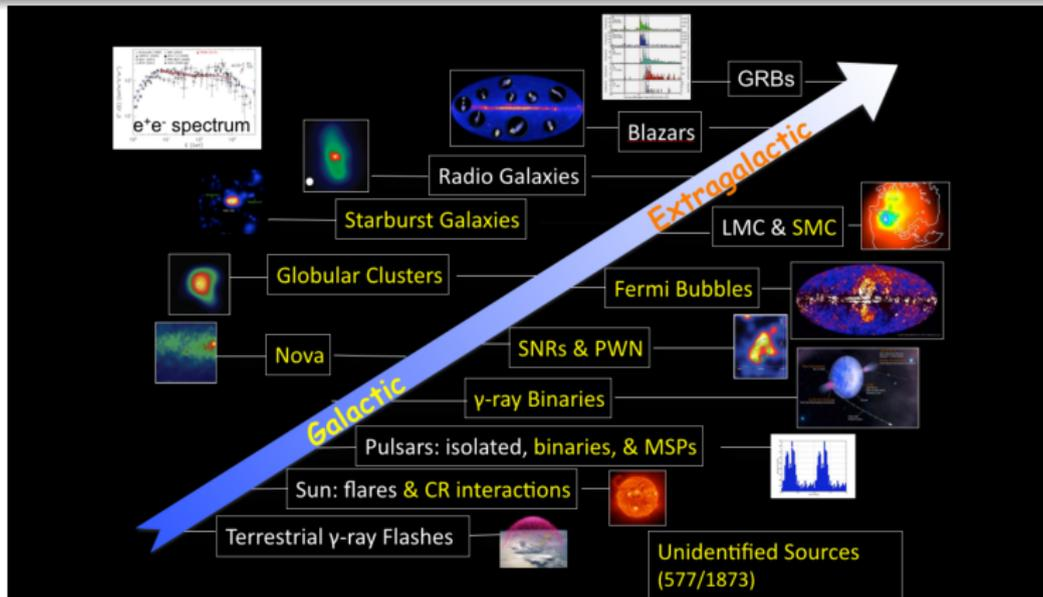 e⁺e⁻ spectrum
GRBs
Blazars
Radio Galaxies
Extragalactic
Starburst Galaxies
LMC & SMC
Globular Clusters
Fermi Bubbles
SNRs & PWN
Nova
Galactic
γ-ray Binaries
Pulsars: isolated, binaries, & MSPs
Sun: flares & CR interactions
Terrestrial γ-ray Flashes
Unidentified Sources
(577/1873)